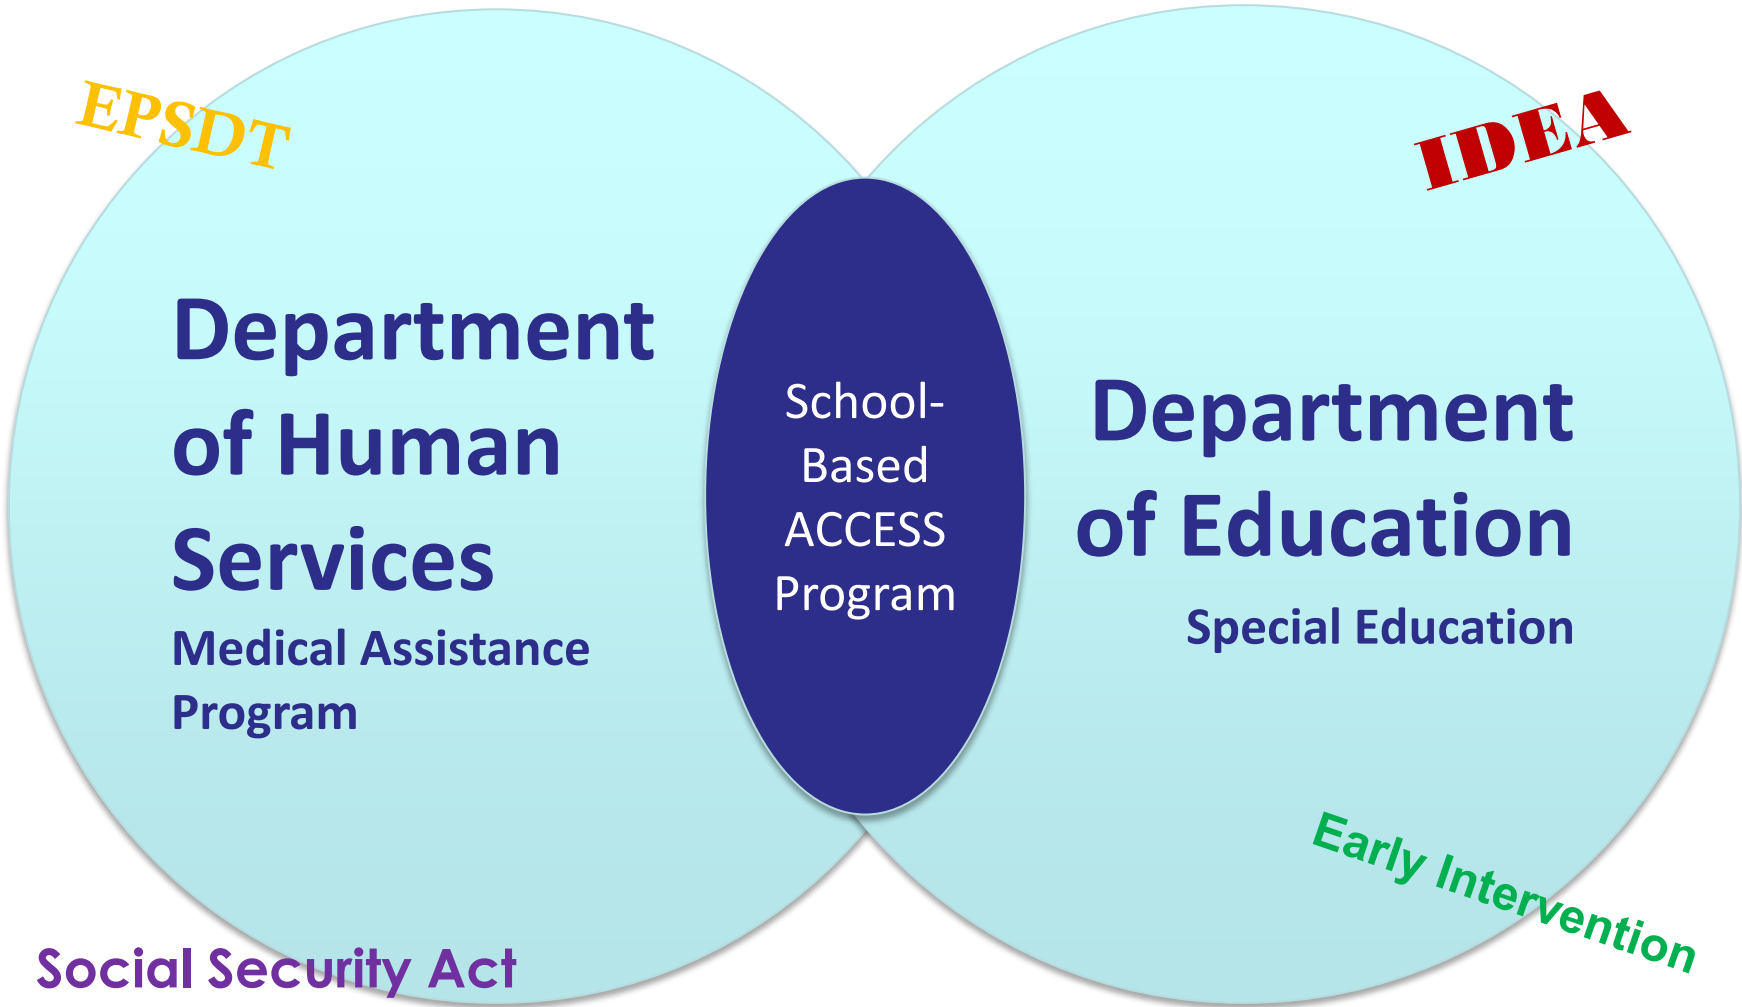 EPSDT
IDEA
Department
of Human
Services
Medical Assistance
Program
School-
Based
ACCESS
Program
Department
of Education
Special Education
Early Intervention
Social Security Act